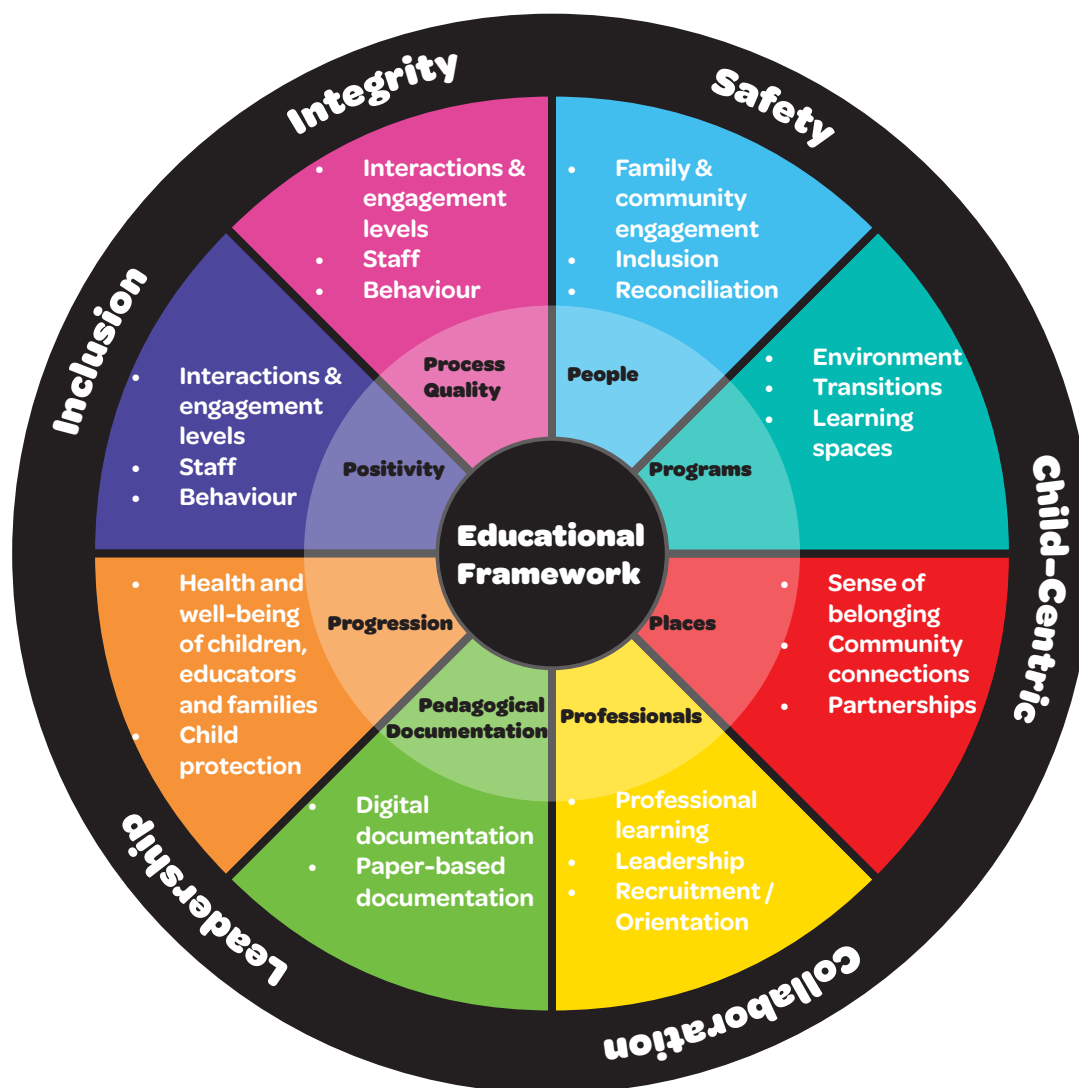 Integrity
Safety
Child-Centric
Collaboration
Leadership
Inclusion
Educational
Framework
People
• Family &
community
engagement
• Inclusion
• Reconciliation
Programs
• Environment
• Transitions
• Learning
spaces
Places
• Sense of
belonging
• Community
connections
• Partnerships
Professionals
• Professional
learning
• Leadership
• Recruitment /
Orientation
Pedagogical
Documentation
• Digital
documentation
• Paper-based
documentation
Progression
• Health and
well-being
of children,
educators
and families
• Child
protection
Positivity
• Interactions &
engagement
levels
• Staff
• Behaviour
Process
Quality
• Interactions &
engagement
levels
• Staff
• Behaviour